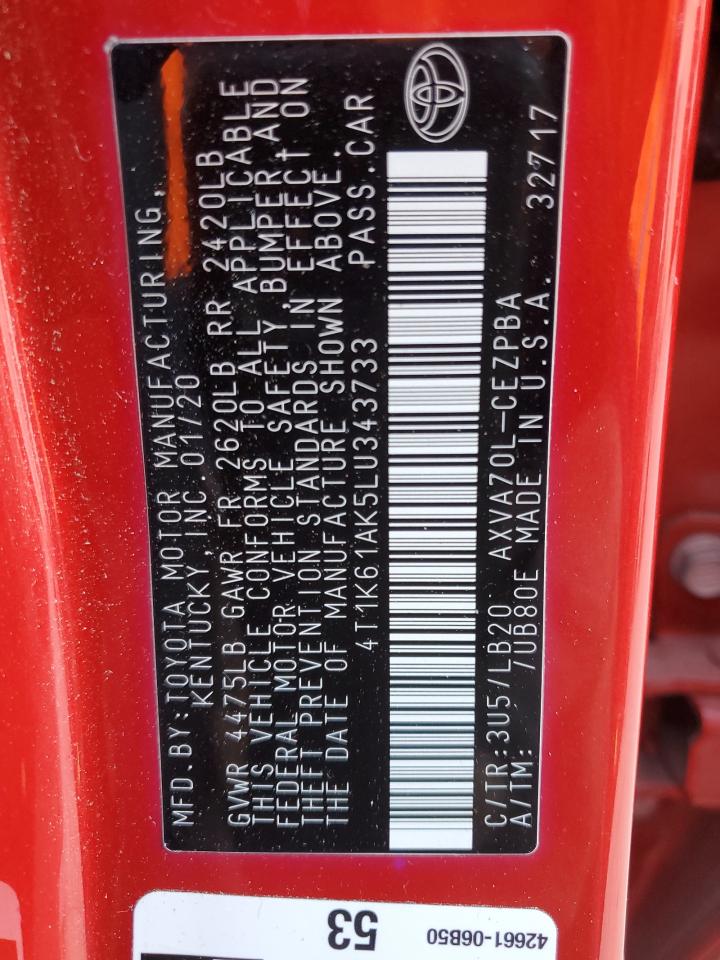 MFD. BY: TOYOTA MOTOR MANUFACTURING
KENTUCKY, INC. 01/20
GVWR 4475LB GAWR FR 2620LB RR 2420LB
THIS VEHICLE CONFORMS TO ALL APPLICABLE
FEDERAL MOTOR VEHICLE SAFETY, BUMPER, AND
THEFT PREVENTION STANDARDS IN EFFECT ON
THE DATE OF MANUFACTURE SHOWN ABOVE.
4T1K61AK5LU343733 PASS.CAR
C/TR:3U5/LB20 AXVA70L-CEZPBA
A/TM: /UB80E MADE IN U.S.A. 32717
53
42661-06B50